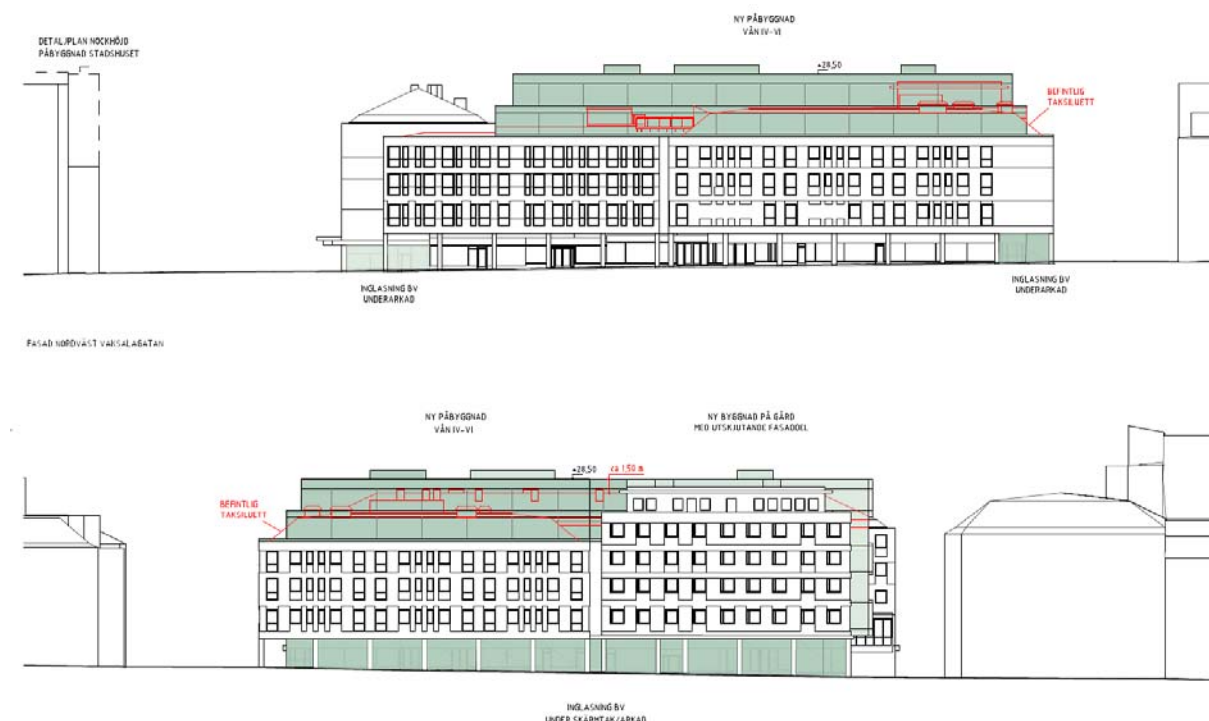 NY PÅBYGGNAD
VÅN IV-VI
DETALJPLAN NOCKHÖJD
PÅBYGGNAD STADSHUSET
+28,50
BEFINTLIG
TAKSILUETT
INGLASNING BV
UNDERARKAD
INGLASNING BV
UNDERARKAD
FASAD NORDVÄST VAKSALAGATAN
NY PÅBYGGNAD
VÅN IV-VI
NY BYGGNAD PÅ GÅRD
MED UTSKJUTANDE FASADDEL
+28,50
ca 1,50 m
BEFINTLIG
TAKSILUETT
INGLASNING BV
UNDER SKÄRMTAK/ARKAD